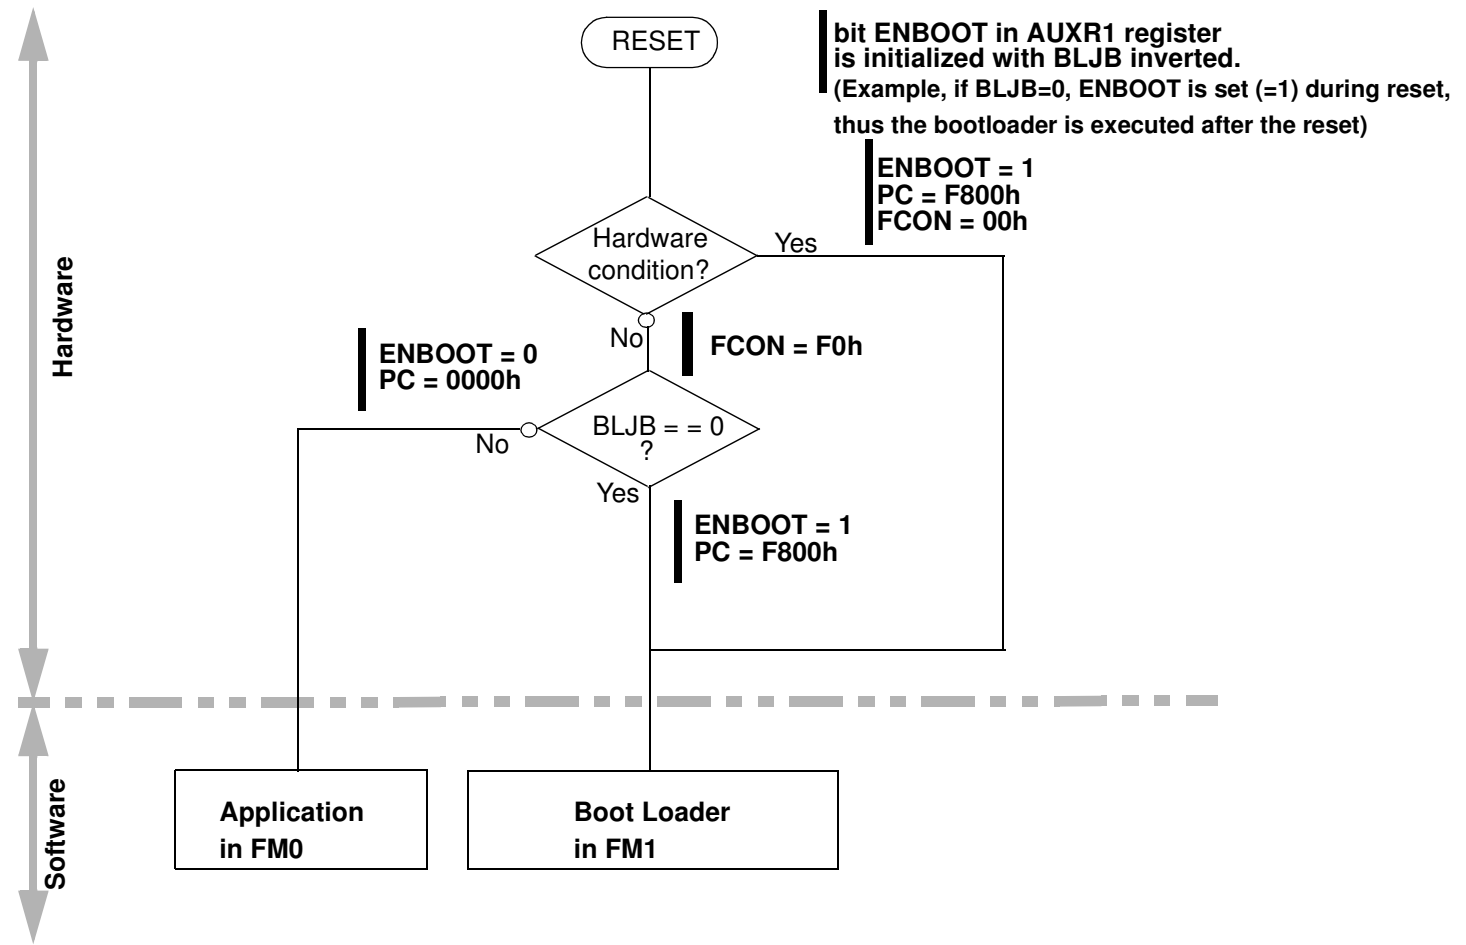 RESET
bit ENBOOT in AUXR1 register
is initialized with BLJB inverted.
(Example, if BLJB=0, ENBOOT is set (=1) during reset,
thus the bootloader is executed after the reset)
ENBOOT = 1
PC = F800h
FCON = 00h
Hardware
condition?
Yes
No
FCON = F0h
Hardware
ENBOOT = 0
PC = 0000h
BLJB = = 0
?
No
Yes
ENBOOT = 1
PC = F800h
Software
Application
in FM0
Boot Loader
in FM1